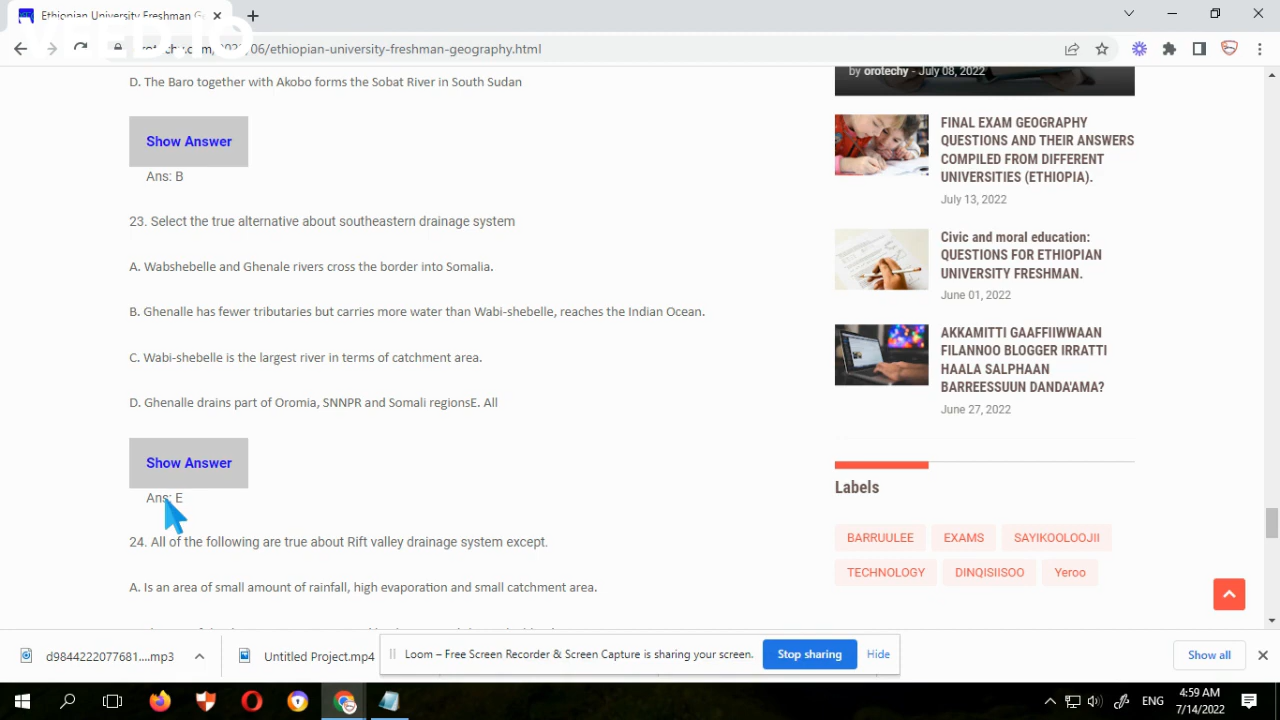 Ethiopian University Freshman G
06/ethiopian-university-freshman-geography.html
D. The Baro together with Akobo forms the Sobat River in South Sudan
Show Answer
Ans: B
23. Select the true alternative about southeastern drainage system
A. Wabshebelle and Ghenale rivers cross the border into Somalia.
B. Ghenalle has fewer tributaries but carries more water than Wabi-shebelle, reaches the Indian Ocean.
C. Wabi-shebelle is the largest river in terms of catchment area.
D. Ghenalle drains part of Oromia, SNNPR and Somali regionsE. All
Show Answer
Ans: E
24. All of the following are true about Rift valley drainage system except.
A. Is an area of small amount of rainfall, high evaporation and small catchment area.
by orotechy - July 08, 2022
FINAL EXAM GEOGRAPHY
QUESTIONS AND THEIR ANSWERS
COMPILED FROM DIFFERENT
UNIVERSITIES (ETHIOPIA).
July 13, 2022
Civic and moral education:
QUESTIONS FOR ETHIOPIAN
UNIVERSITY FRESHMAN.
June 01, 2022
AKKAMITTI GAAFFIIWWAAN
FILANNOO BLOGGER IRRATTI
HAALA SALPHAAN
BARREESSUUN DANDA'AMA?
June 27, 2022
Labels
BARRUULEE EXAMS SAYIKOOLOOJII
TECHNOLOGY DINQISIISOO Yeroo
d9844222077681....mp3
Untitled Project.mp4
Loom – Free Screen Recorder & Screen Capture is sharing your screen.
Stop sharing
Hide
Show all
ENG
4:59 AM
7/14/2022